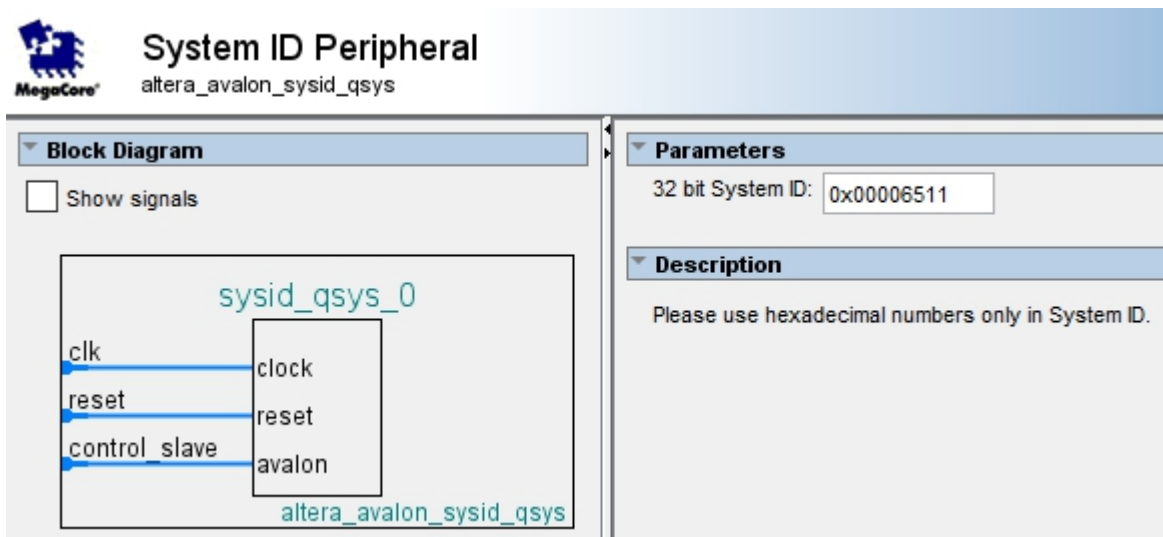 System ID Peripheral
altera_avalon_sysid_qsys
MegaCore'
Block Diagram
Show signals
sysid_qsys_0
clk
clock
reset
reset
control_slave
avalon
altera_avalon_sysid_qsys
Parameters
32 bit System ID: 0x00006511
Description
Please use hexadecimal numbers only in System ID.